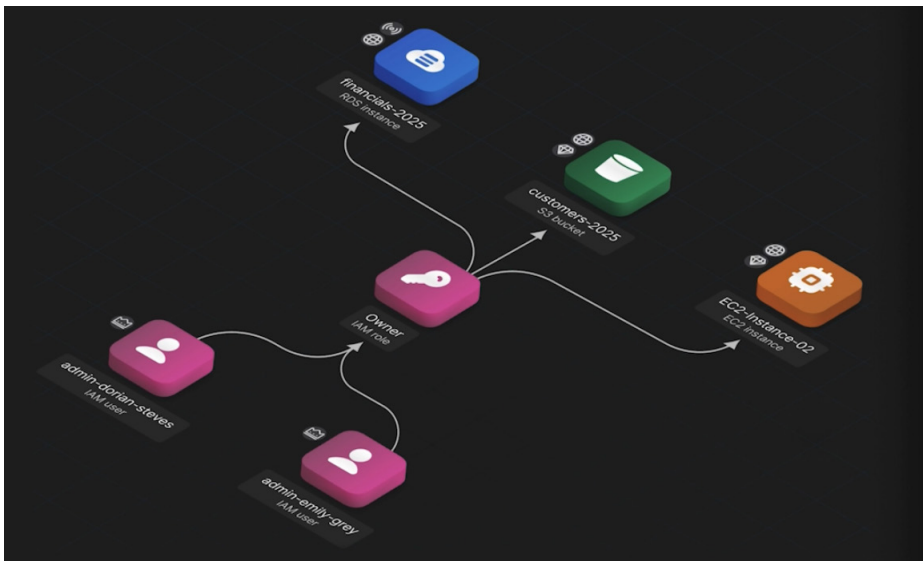 financials-2025
RDS instance
customers-2025
S3 bucket
EC2-Instance-02
EC2 instance
Owner
IAM role
admin-dorian-steves
IAM user
admin-emily-grey
IAM user